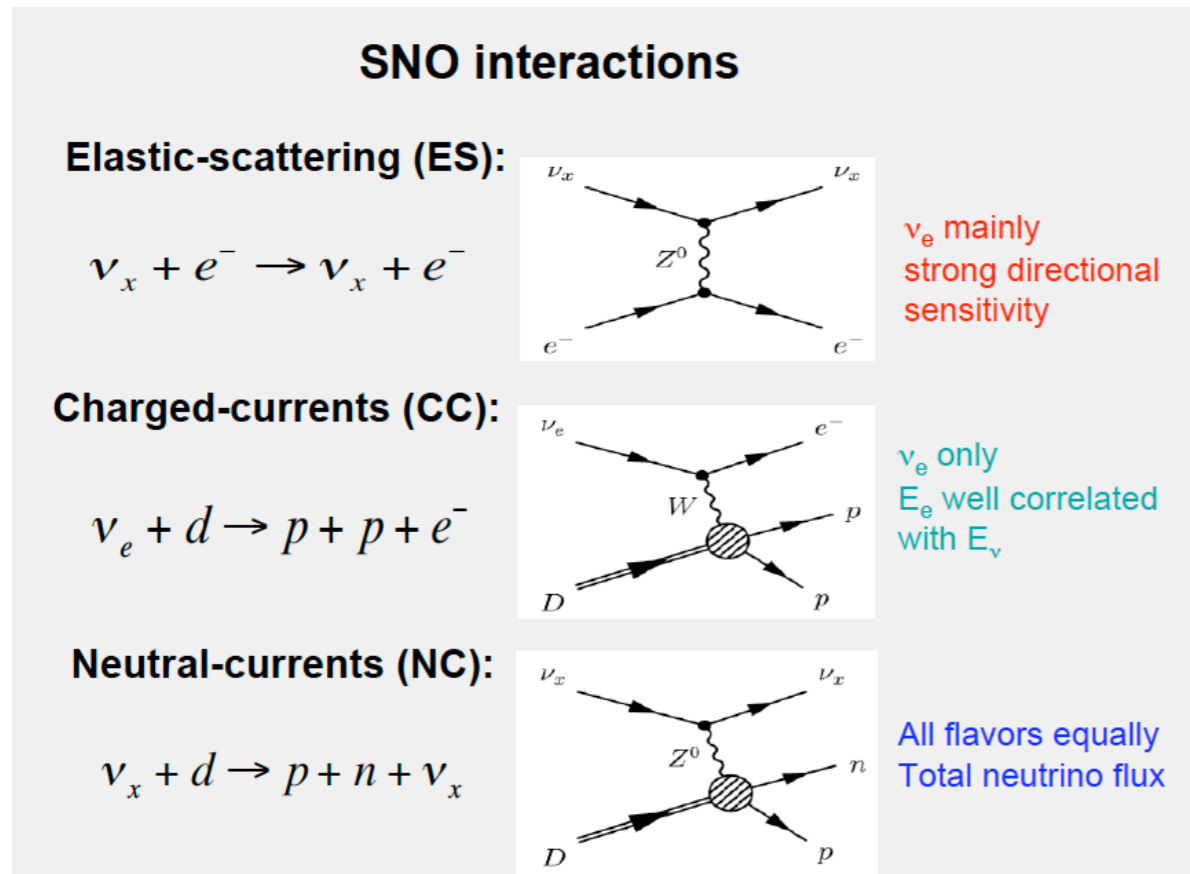 SNO interactions
Elastic-scattering (ES):
νₓ + e⁻ → νₓ + e⁻
νₓ
νₓ
Z⁰
e⁻
e⁻
νₑ mainly
strong directional
sensitivity
Charged-currents (CC):
νₑ + d → p + p + e⁻
νₑ
e⁻
W
p
D
p
νₑ only
Eₑ well correlated
with Eᵥ
Neutral-currents (NC):
νₓ + d → p + n + νₓ
νₓ
νₓ
Z⁰
n
D
p
All flavors equally
Total neutrino flux